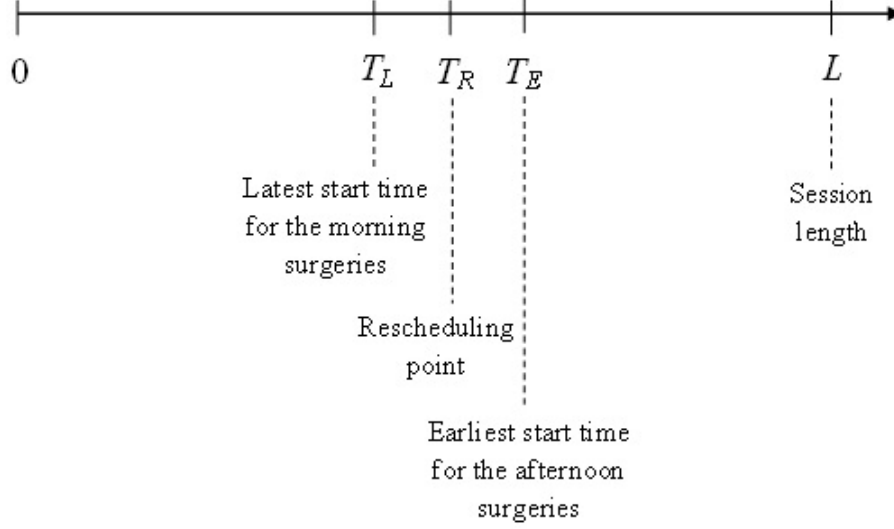 0 T_L T_R T_E L
Latest start time
for the morning
surgeries
Session
length
Rescheduling
point
Earliest start time
for the afternoon
surgeries